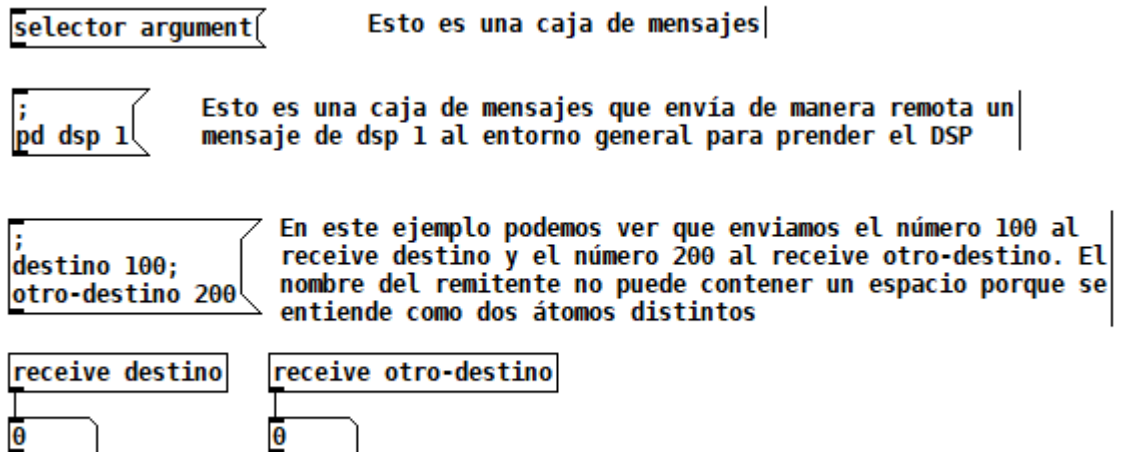 selector argument
Esto es una caja de mensajes
;
pd dsp 1
Esto es una caja de mensajes que envía de manera remota un
mensaje de dsp 1 al entorno general para prender el DSP
;
destino 100;
otro-destino 200
En este ejemplo podemos ver que enviamos el número 100 al
receive destino y el número 200 al receive otro-destino. El
nombre del remitente no puede contener un espacio porque se
entiende como dos átomos distintos
receive destino
receive otro-destino
0
0